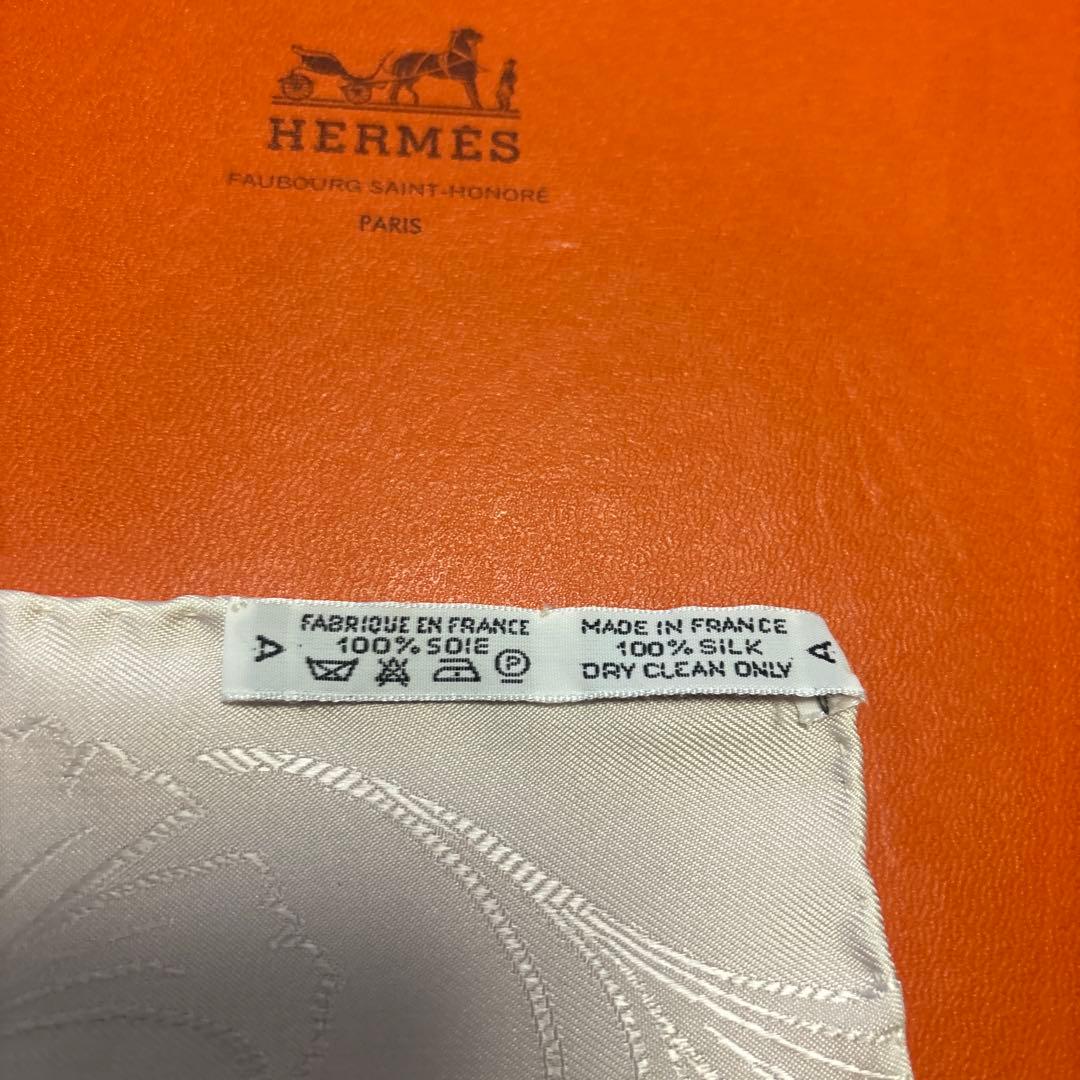 HERMÈS
FAUBOURG SAINT-HONORÉ
PARIS
A
FABRIQUE EN FRANCE
100% SOIE
P
MADE IN FRANCE
100% SILK
DRY CLEAN ONLY
A